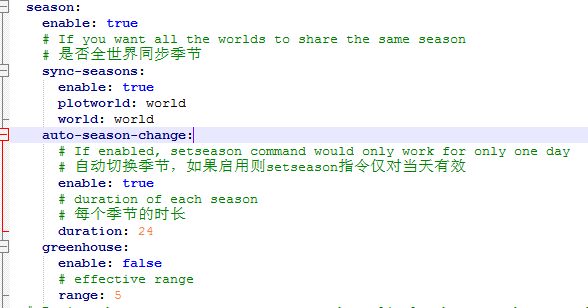 season:
  enable: true
  # If you want all the worlds to share the same season
  # 是否全世界同步季节
  sync-seasons:
    enable: true
    plotworld: world
    world: world
  auto-season-change:
    # If enabled, setseason command would only work for only one day
    # 自动切换季节，如果启用则setseason指令仅对当天有效
    enable: true
    # duration of each season
    # 每个季节的时长
    duration: 24
  greenhouse:
    enable: false
    # effective range
    range: 5